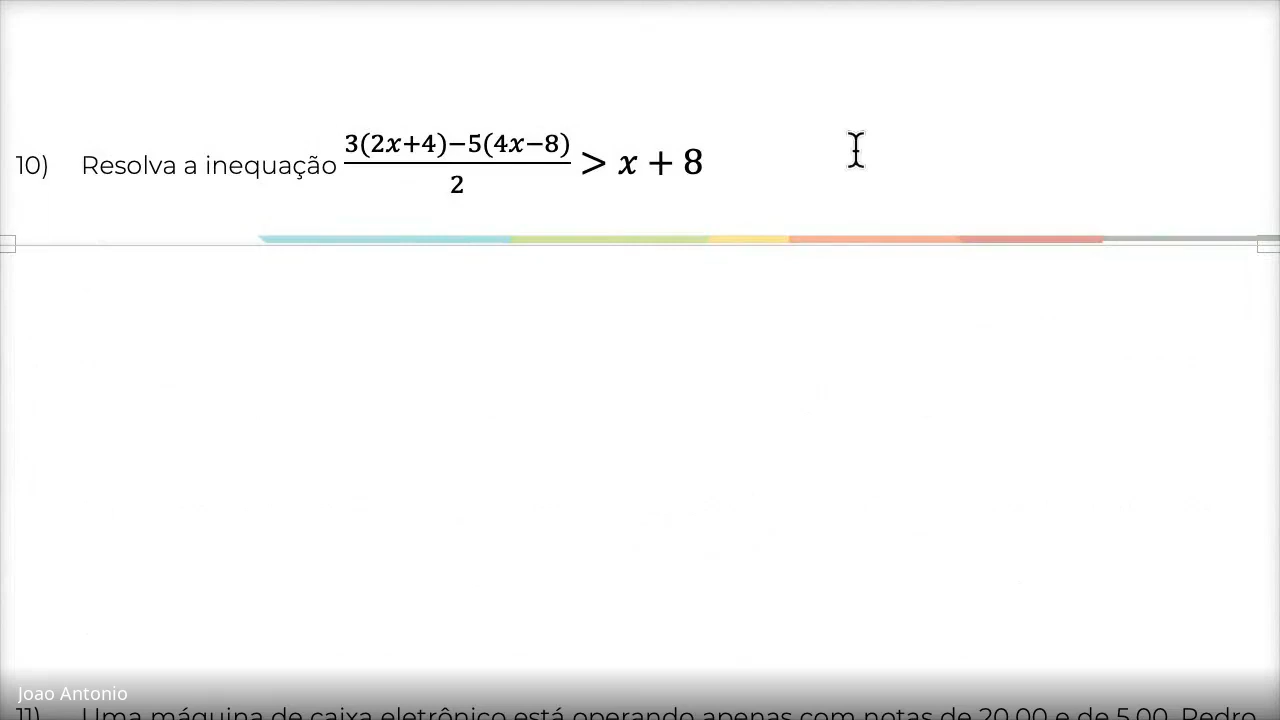 10) Resolva a inequação \frac{3(2x+4)−5(4x−8)}{2} > x + 8
Joao Antonio
11) Uma máquina de caixa eletrônico está operando apenas com notas de 20,00 e de 5,00. Pedro